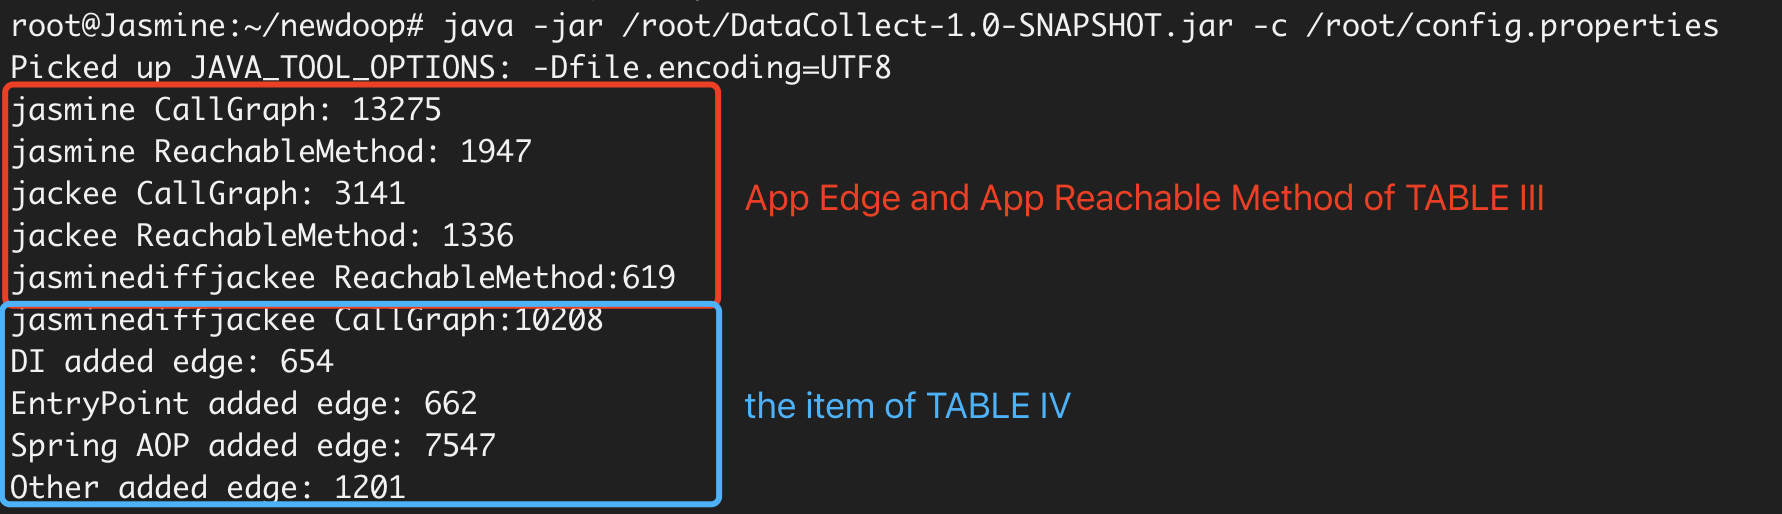 root@Jasmine:~/newdoop# java -jar /root/DataCollect-1.0-SNAPSHOT.jar -c /root/config.properties
Picked up JAVA_TOOL_OPTIONS: -Dfile.encoding=UTF8
jasmine CallGraph: 13275
jasmine ReachableMethod: 1947
jackee CallGraph: 3141
App Edge and App Reachable Method of TABLE III
jackee ReachableMethod: 1336
jasminediffjackee ReachableMethod:619
jasminediffjackee CallGraph:10208
DI added edge: 654
EntryPoint added edge: 662
the item of TABLE IV
Spring AOP added edge: 7547
Other added edge: 1201